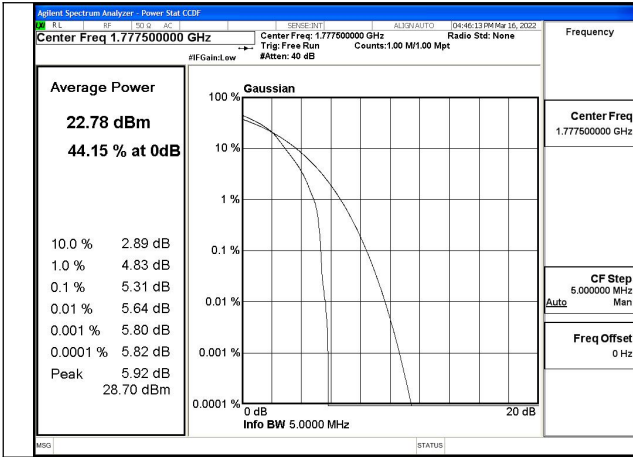 Agilent Spectrum Analyzer - Power Stat CCDF
RL RF 50 Ω AC SENSE:INT ALIGN AUTO 04:46:13 PM Mar 16, 2022
Center Freq 1.777500000 GHz
Center Freq: 1.777500000 GHz Radio Std: None
Trig: Free Run Counts:1.00 M/1.00 Mpt
#IFGain:Low #Atten: 40 dB
Frequency
Average Power
22.78 dBm
44.15 % at 0dB
10.0 % 2.89 dB
1.0 % 4.83 dB
0.1 % 5.31 dB
0.01 % 5.64 dB
0.001 % 5.80 dB
0.0001 % 5.82 dB
Peak 5.92 dB
28.70 dBm
Gaussian
100 %
10 %
1 %
0.1 %
0.01 %
0.001 %
0.0001 %
0 dB 20 dB
Info BW 5.0000 MHz
Center Freq
1.777500000 GHz
CF Step
5.000000 MHz
Auto Man
Freq Offset
0 Hz
MSG STATUS